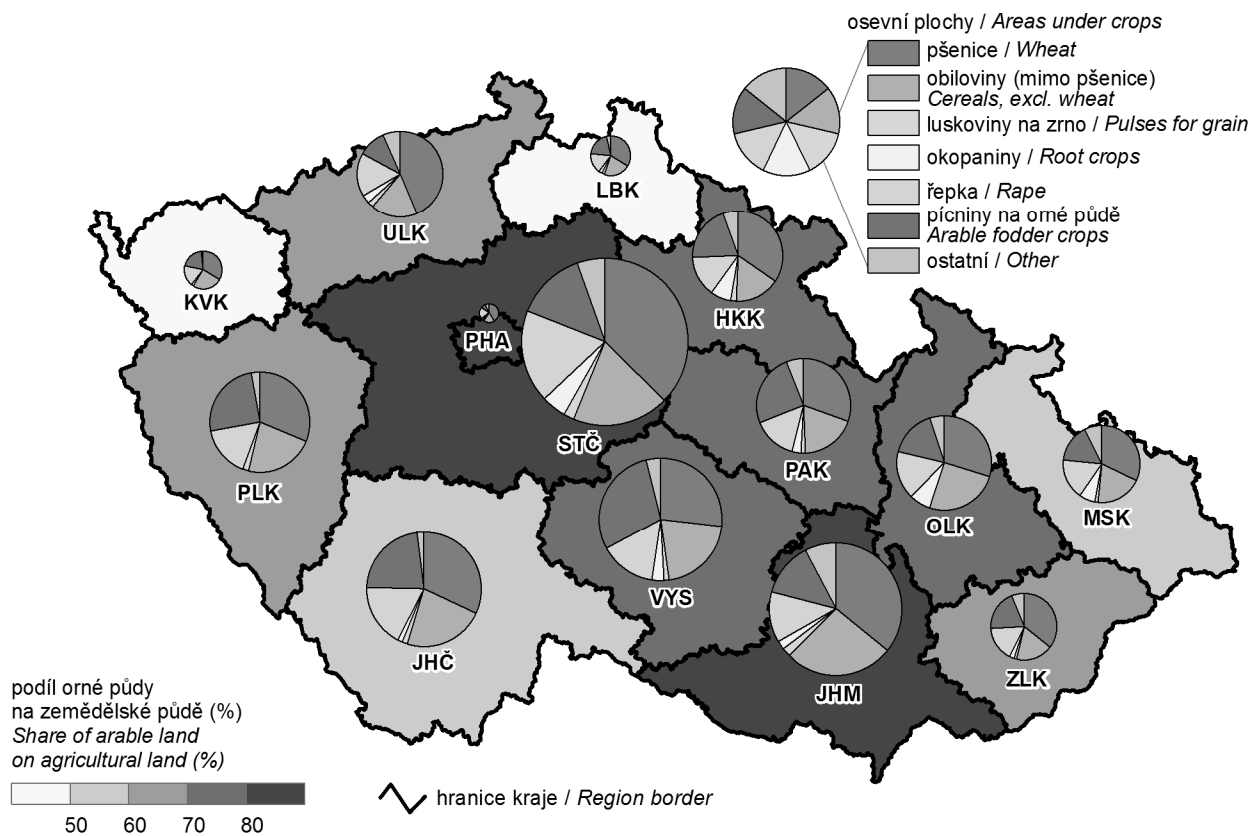 osevní plochy / Areas under crops
pšenice / Wheat
obiloviny (mimo pšenice)
Cereals, excl. wheat
luskoviny na zrno / Pulses for grain
okopaniny / Root crops
řepka / Rape
pícniny na orné půdě
Arable fodder crops
ostatní / Other
LBK
ULK
KVK
HKK
PHA
STČ
PAK
PLK
OLK
MSK
VYS
JHČ
ZLK
JHM
podíl orné půdy
na zemědělské půdě (%)
Share of arable land
on agricultural land (%)
50 60 70 80
hranice kraje / Region border